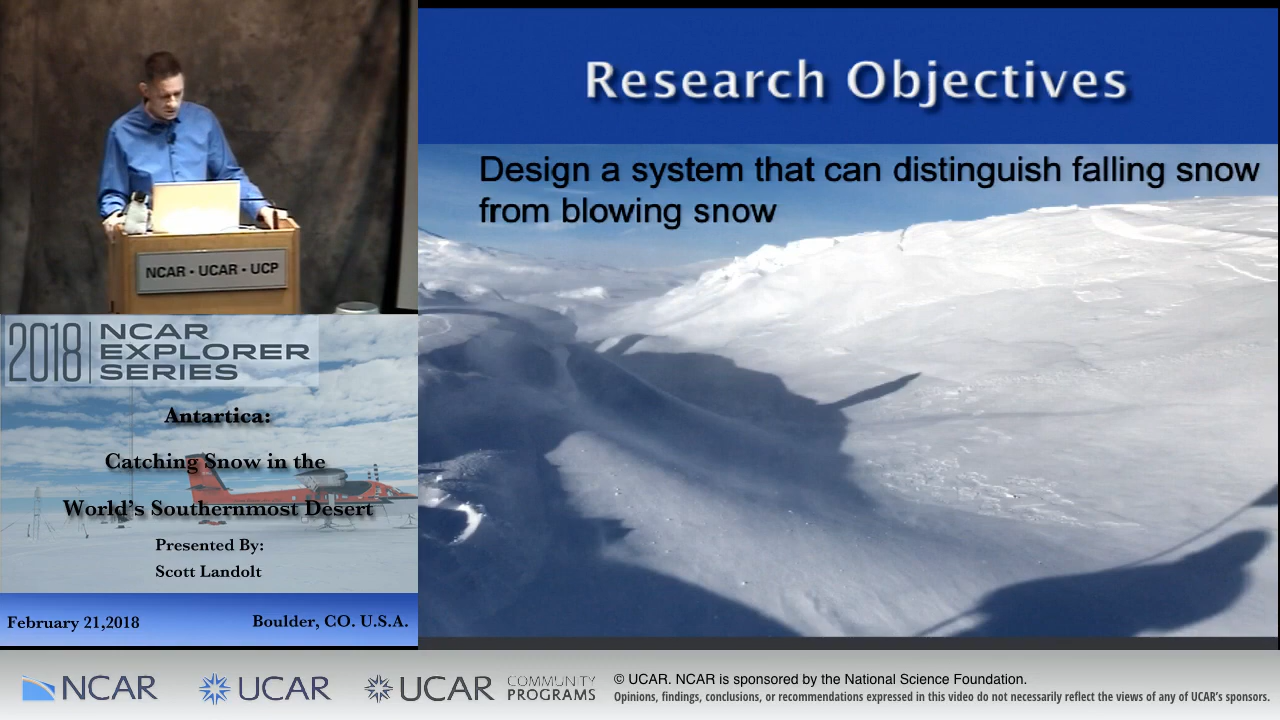 Research Objectives
Design a system that can distinguish falling snow
from blowing snow
NCAR • UCAR • UCP
2018 NCAR
EXPLORER
SERIES
Antartica:
Catching Snow in the
World's Southernmost Desert
Presented By:
Scott Landolt
February 21,2018
Boulder, CO. U.S.A.
NCAR
UCAR
UCAR COMMUNITY
PROGRAMS
© UCAR. NCAR is sponsored by the National Science Foundation.
Opinions, findings, conclusions, or recommendations expressed in this video do not necessarily reflect the views of any of UCAR's sponsors.